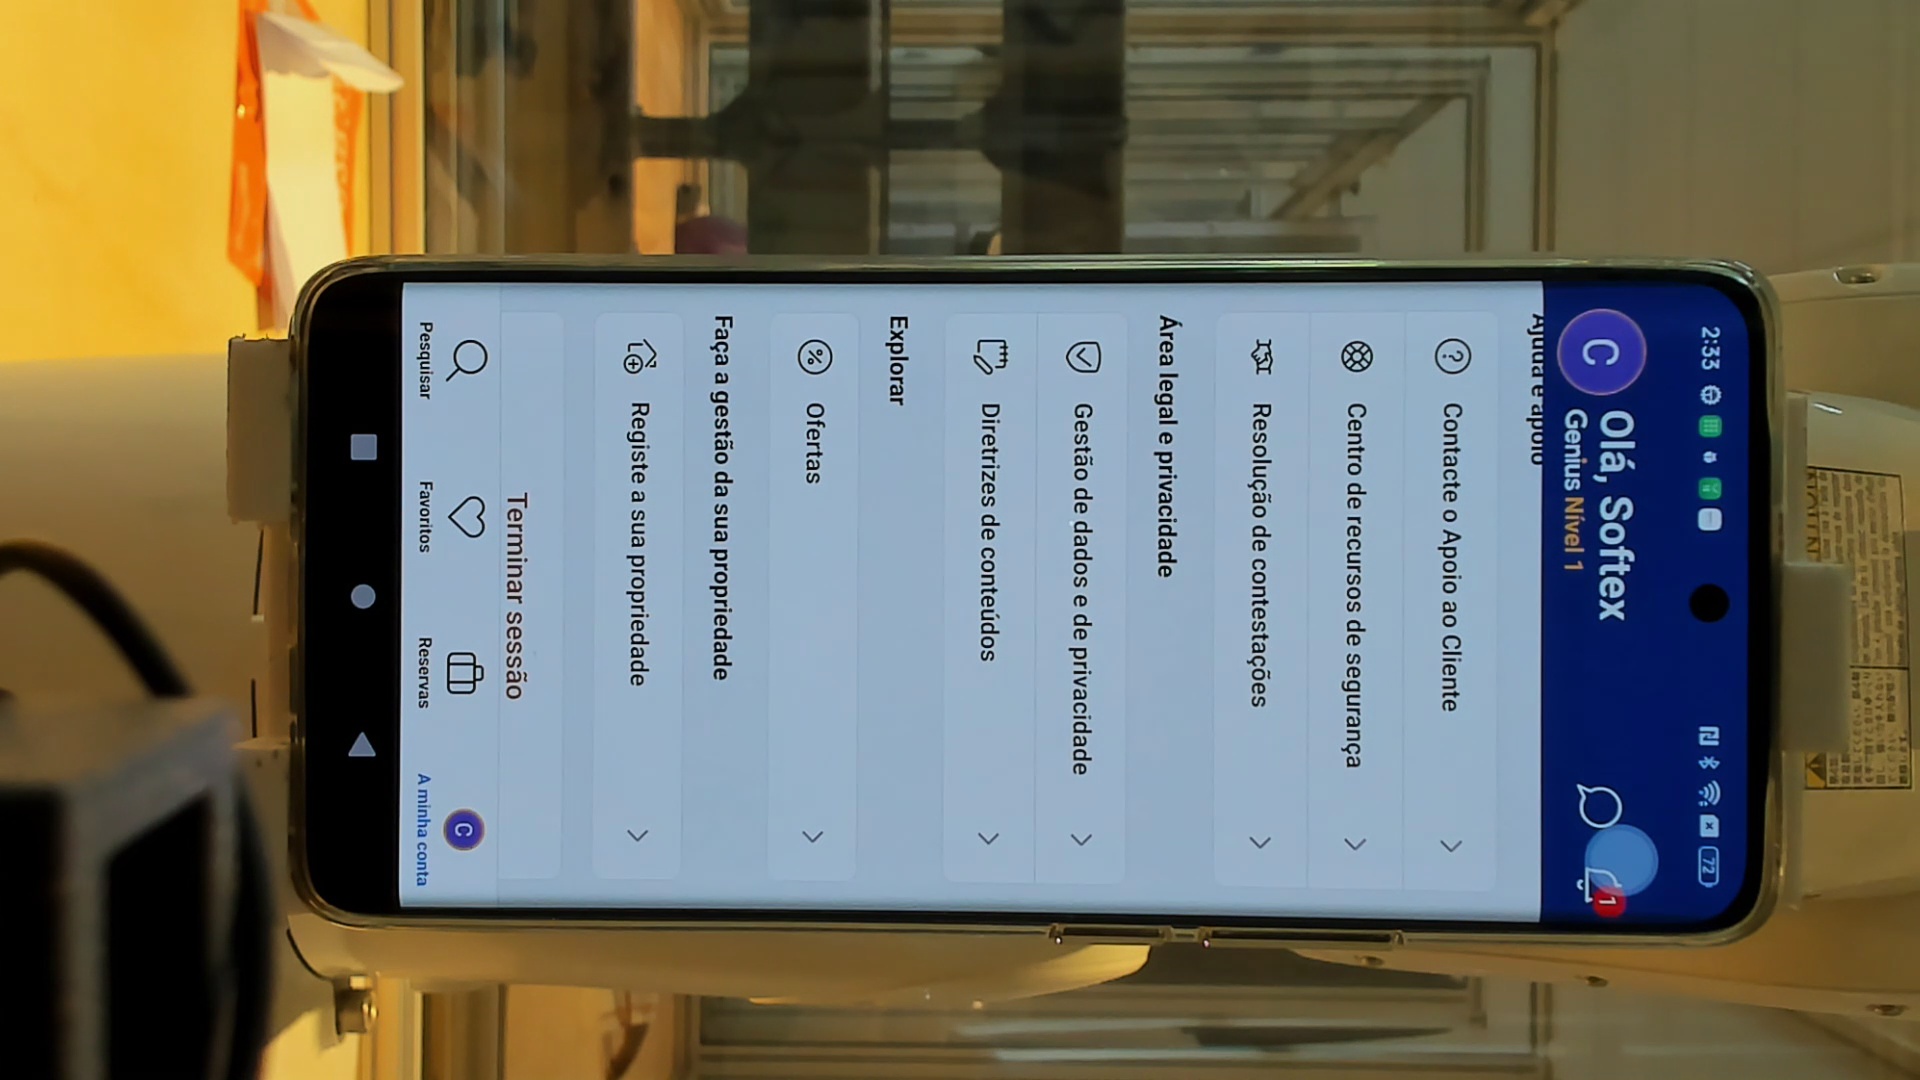 2:33
72
C
Olá, Softex
Genius Nível 1
1
Ajuda e apoio
Contacte o Apoio ao Cliente
Centro de recursos de segurança
Resolução de contestações
Área legal e privacidade
Gestão de dados e de privacidade
Diretrizes de conteúdos
Explorar
Ofertas
Faça a gestão da sua propriedade
Registe a sua propriedade
Terminar sessão
C
Pesquisar
Favoritos
Reservas
A minha conta